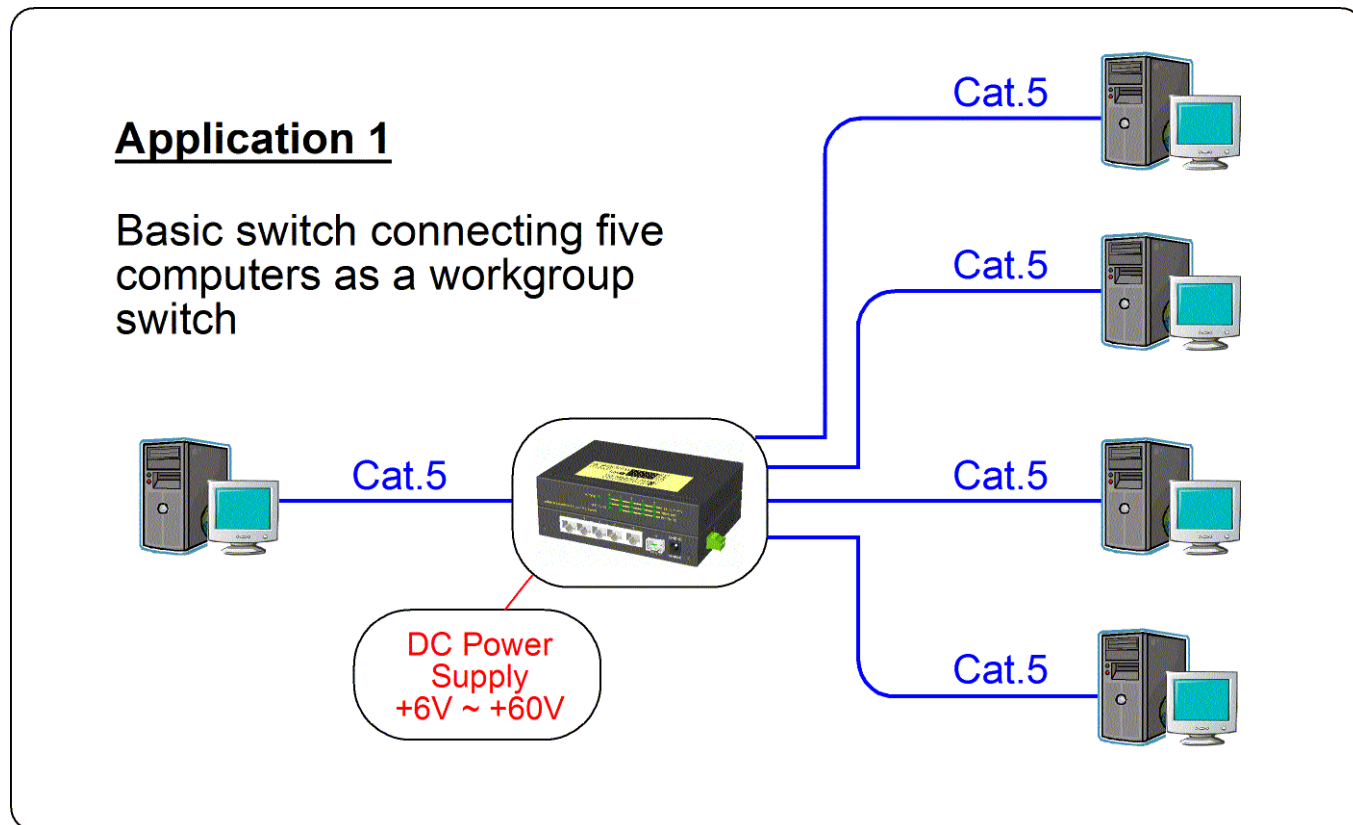 Application 1
Basic switch connecting five
computers as a workgroup
switch
Cat.5
Cat.5
Cat.5
Cat.5
Cat.5
DC Power
Supply
+6V ~ +60V